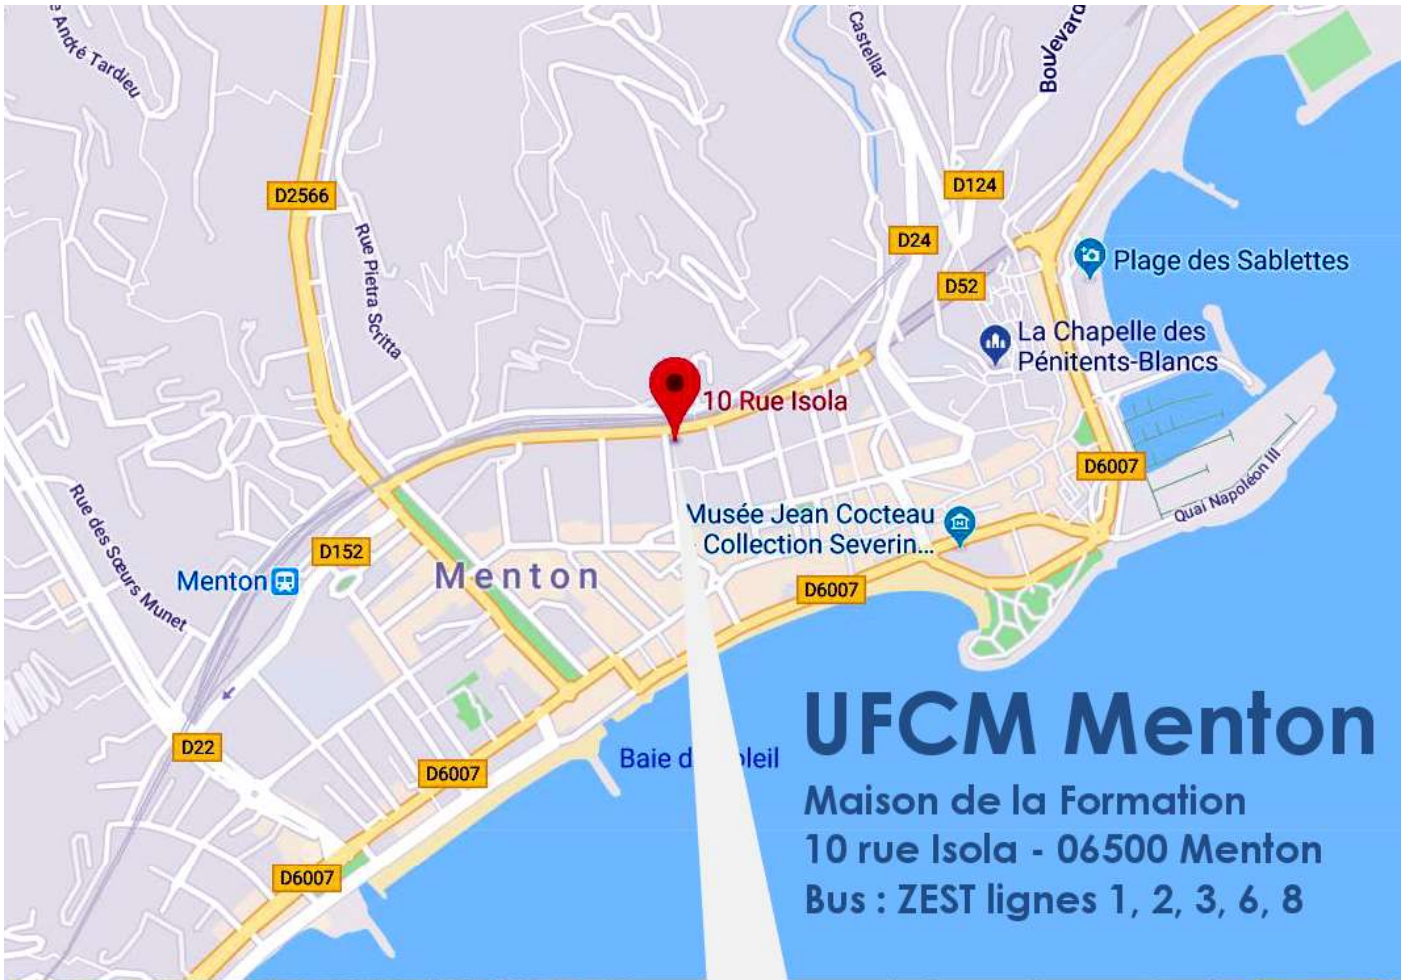 e André Tardieu
Castellar
Boulevard
D2566
D124
Rue Pietra Scritta
D24
Plage des Sablettes
D52
La Chapelle des
Pénitents-Blancs
10 Rue Isola
D6007
Quai Napoléon III
Rue des Sœurs Munet
Musée Jean Cocteau
Collection Severin...
D152
Menton
Menton
D6007
UFCM Menton
D22
Baie d oleil
D6007
Maison de la Formation
10 rue Isola - 06500 Menton
Bus : ZEST lignes 1, 2, 3, 6, 8
D6007